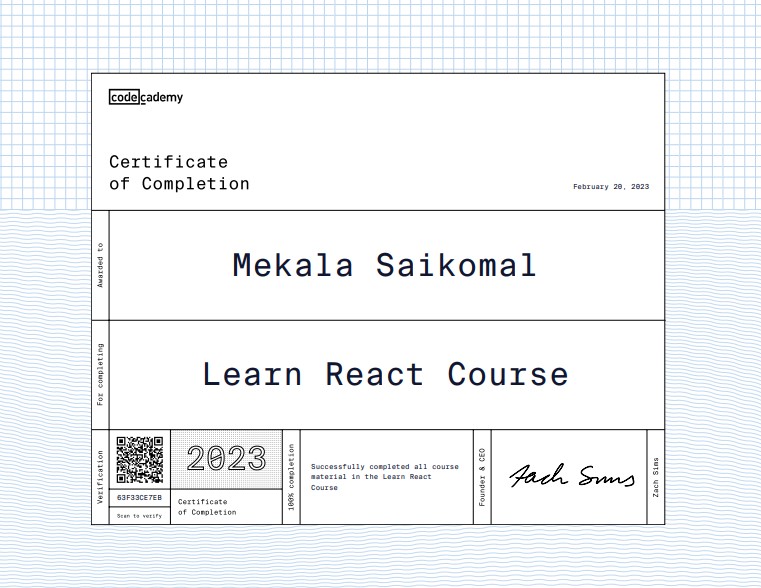 codecademy
Certificate
of Completion
February 20, 2023
Awarded to
Mekala Saikomal
For completing
Learn React Course
Verification
63F33CE7EB
Scan to verify
2023
Certificate
of Completion
100% completion
Successfully completed all course
material in the Learn React
Course
Founder & CEO
Zach Sims
Zach Sims